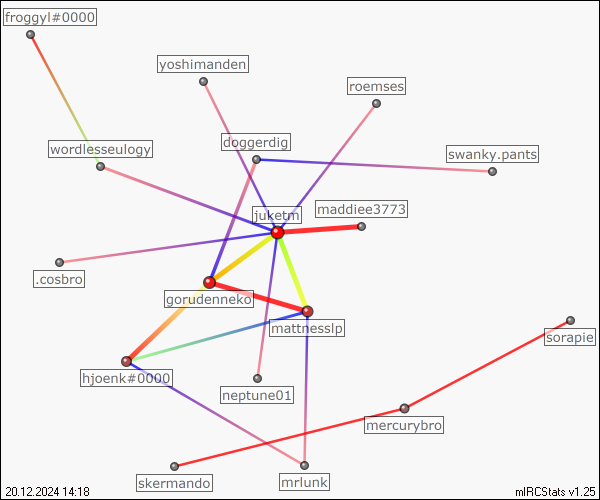 froggyl#0000
yoshimanden
roemses
doggerdig
wordlesseulogy
swanky.pants
maddiee3773
juketm
.cosbro
gorudenneko
mattnesslp
sorapie
hjoenk#0000
neptune01
mercurybro
skermando
mrlunk
20.12.2024 14:18
mIRCStats v1.25